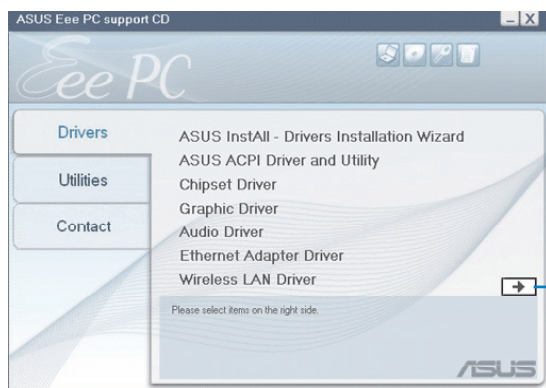 ASUS Eee PC support CD
Eee PC
Drivers
Utilities
Contact
ASUS InstAll - Drivers Installation Wizard
ASUS ACPI Driver and Utility
Chipset Driver
Graphic Driver
Audio Driver
Ethernet Adapter Driver
Wireless LAN Driver
Please select items on the right side.
ASUS